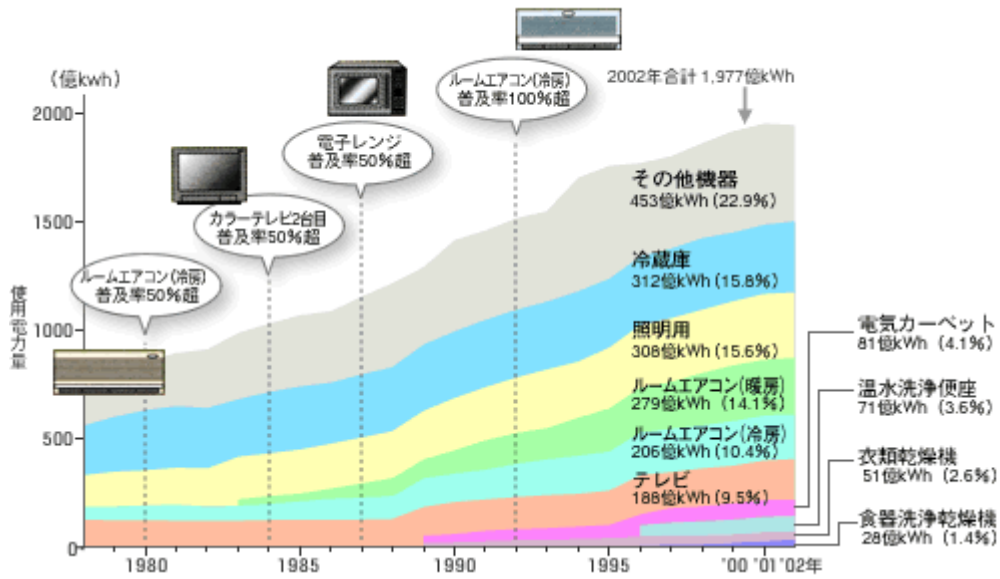 (億kwh)
2000
1500
1000
500
0
使用電力量
1980
1985
1990
1995
'00 '01 '02年
ルームエアコン(冷房)
普及率50%超
カラーテレビ2台目
普及率50%超
電子レンジ
普及率50%超
ルームエアコン(冷房)
普及率100%超
2002年合計 1,977億kWh
その他機器
453億kWh (22.9%)
冷蔵庫
312億kWh (15.8%)
照明用
308億kWh (15.6%)
ルームエアコン(暖房)
279億kWh (14.1%)
ルームエアコン(冷房)
206億kWh (10.4%)
テレビ
188億kWh (9.5%)
電気カーペット
81億kWh (4.1%)
温水洗浄便座
71億kWh (3.6%)
衣類乾燥機
51億kWh (2.6%)
食器洗浄乾燥機
28億kWh (1.4%)